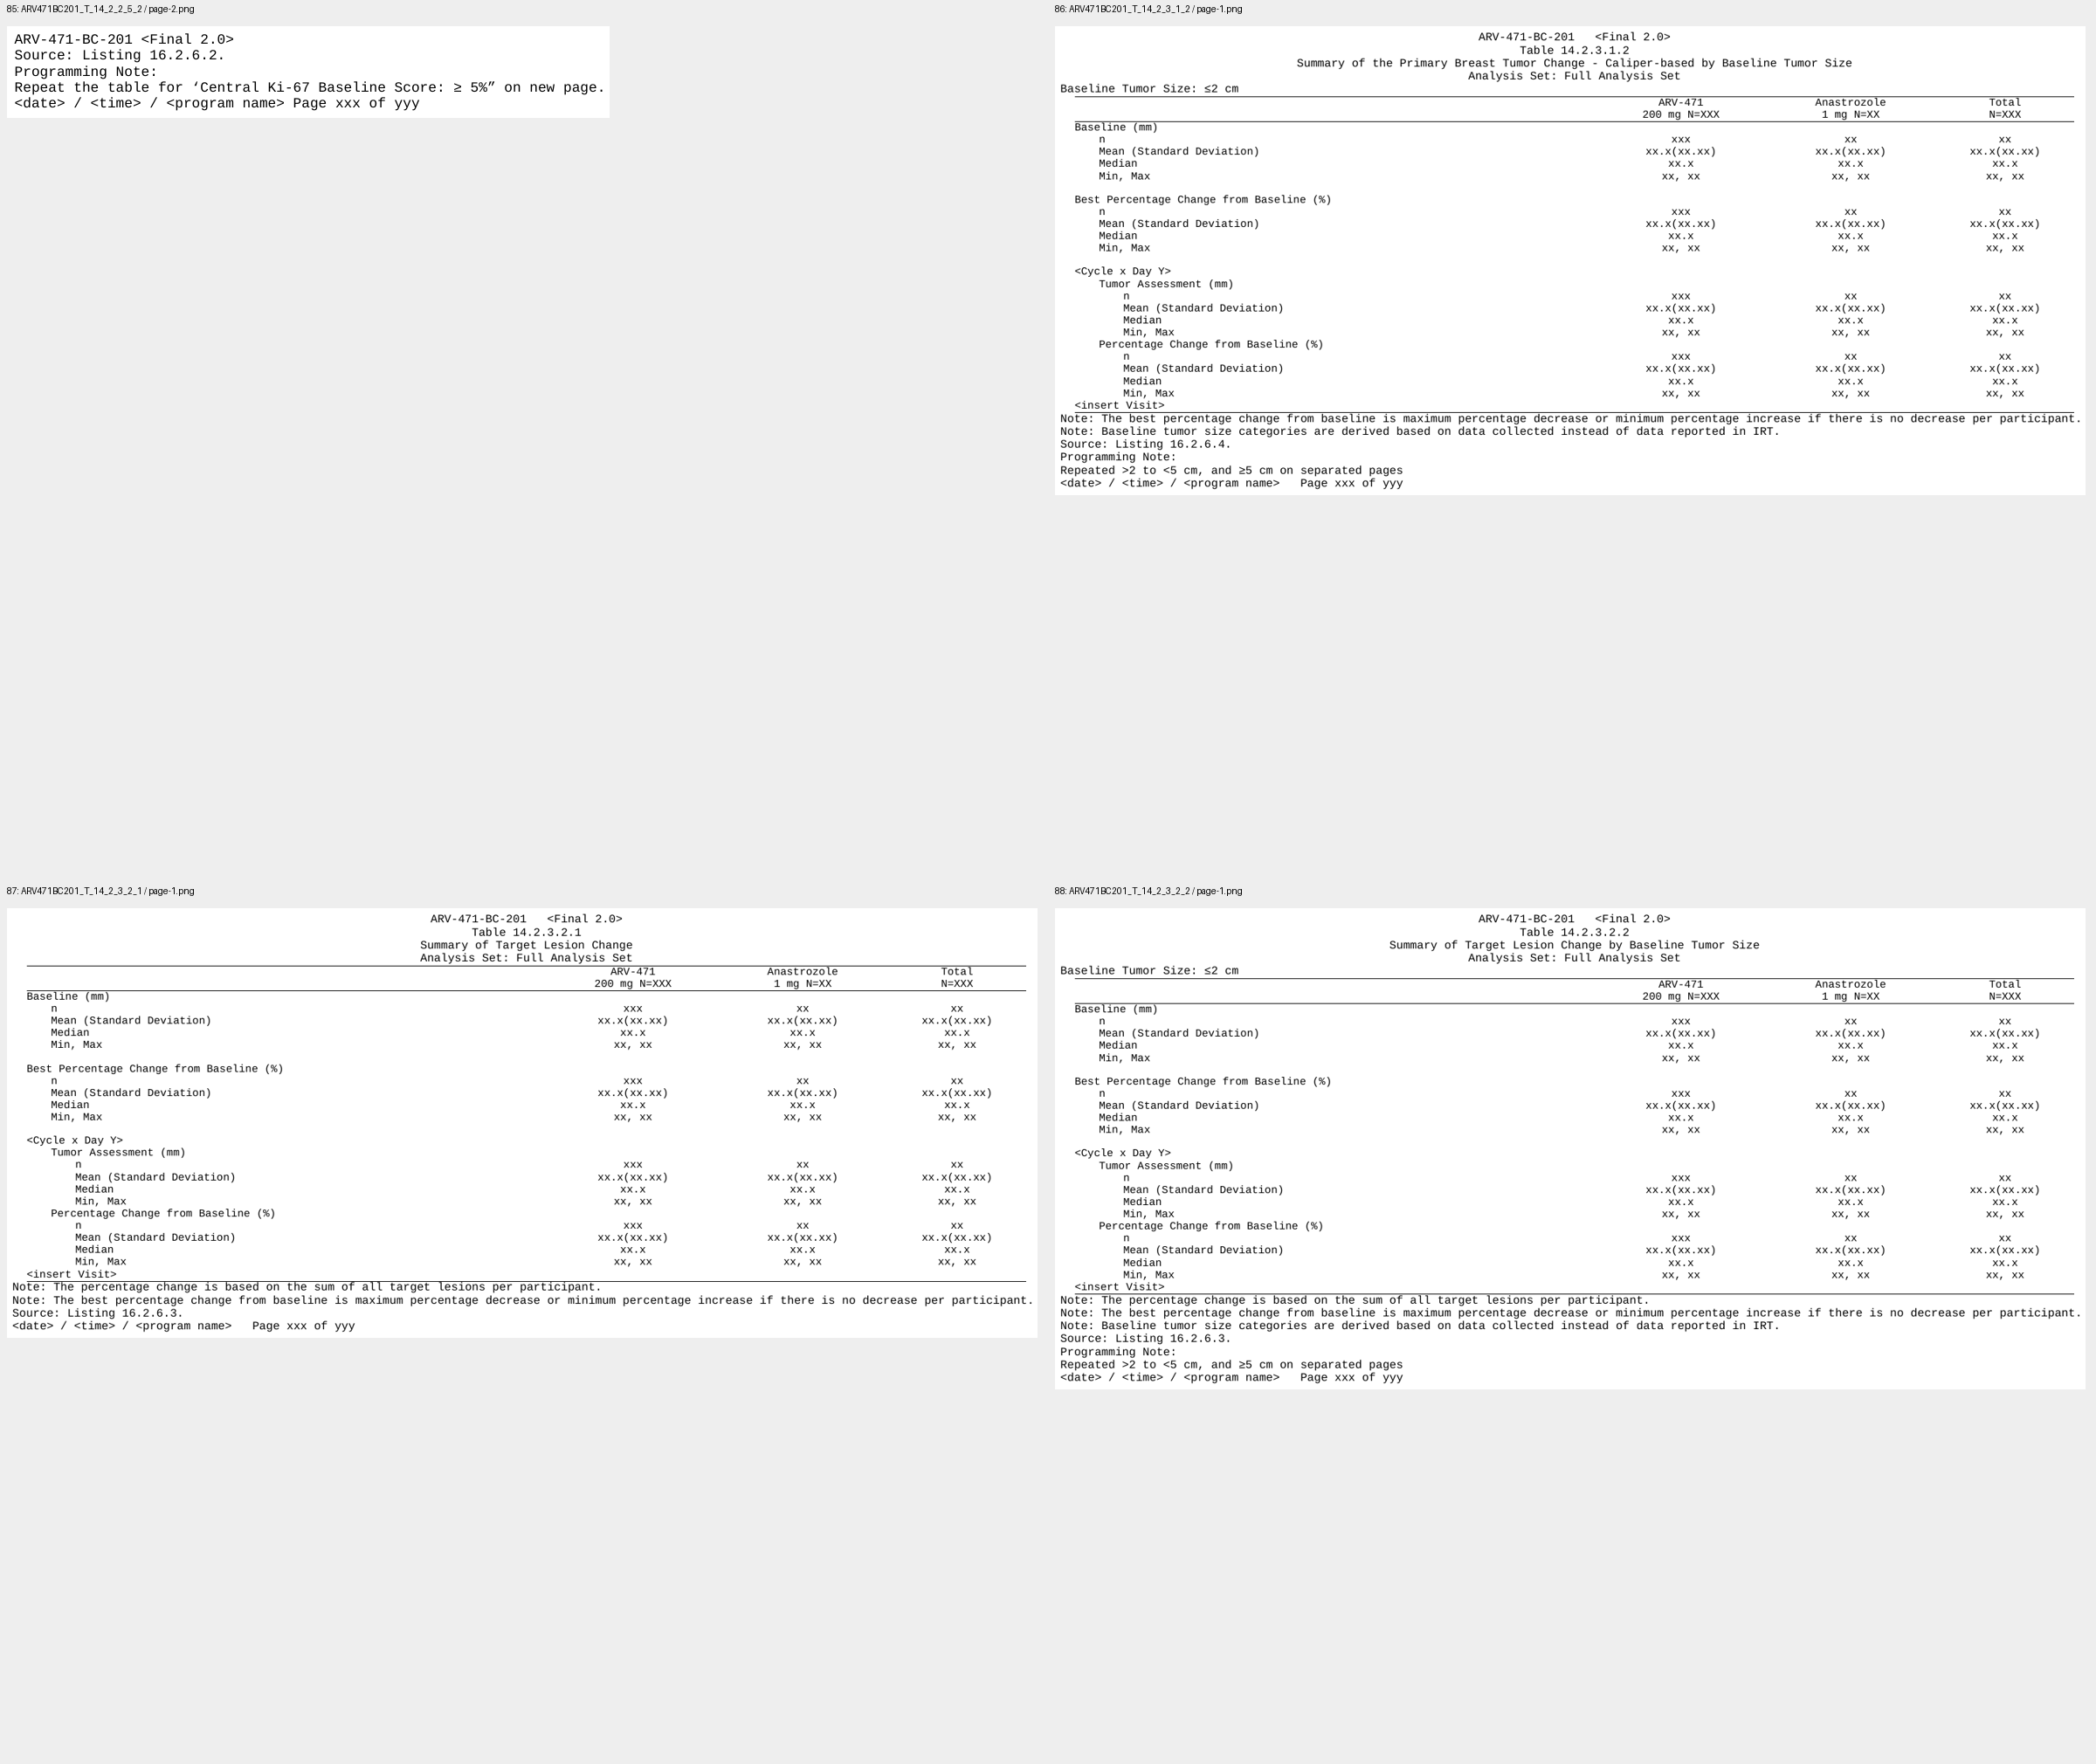 85: ARV471BC201_T_14_2_2_5_2 / page-2.png
ARV-471-BC-201 <Final 2.0>
Source: Listing 16.2.6.2.
Programming Note:
Repeat the table for ‘Central Ki-67 Baseline Score: ≥ 5%” on new page.
<date> / <time> / <program name> Page xxx of yyy
86: ARV471BC201_T_14_2_3_1_2 / page-1.png
ARV-471-BC-201 <Final 2.0>
Table 14.2.3.1.2
Summary of the Primary Breast Tumor Change - Caliper-based by Baseline Tumor Size
Analysis Set: Full Analysis Set
Baseline Tumor Size: ≤2 cm
ARV-471 Anastrozole Total
200 mg N=XXX 1 mg N=XX N=XXX
Baseline (mm)
n xxx xx xx
Mean (Standard Deviation) xx.x(xx.xx) xx.x(xx.xx) xx.x(xx.xx)
Median xx.x xx.x xx.x
Min, Max xx, xx xx, xx xx, xx
Best Percentage Change from Baseline (%)
n xxx xx xx
Mean (Standard Deviation) xx.x(xx.xx) xx.x(xx.xx) xx.x(xx.xx)
Median xx.x xx.x xx.x
Min, Max xx, xx xx, xx xx, xx
<Cycle x Day Y>
Tumor Assessment (mm)
n xxx xx xx
Mean (Standard Deviation) xx.x(xx.xx) xx.x(xx.xx) xx.x(xx.xx)
Median xx.x xx.x xx.x
Min, Max xx, xx xx, xx xx, xx
Percentage Change from Baseline (%)
n xxx xx xx
Mean (Standard Deviation) xx.x(xx.xx) xx.x(xx.xx) xx.x(xx.xx)
Median xx.x xx.x xx.x
Min, Max xx, xx xx, xx xx, xx
<insert Visit>
Note: The best percentage change from baseline is maximum percentage decrease or minimum percentage increase if there is no decrease per participant.
Note: Baseline tumor size categories are derived based on data collected instead of data reported in IRT.
Source: Listing 16.2.6.4.
Programming Note:
Repeated >2 to <5 cm, and ≥5 cm on separated pages
<date> / <time> / <program name> Page xxx of yyy
87: ARV471BC201_T_14_2_3_2_1 / page-1.png
ARV-471-BC-201 <Final 2.0>
Table 14.2.3.2.1
Summary of Target Lesion Change
Analysis Set: Full Analysis Set
ARV-471 Anastrozole Total
200 mg N=XXX 1 mg N=XX N=XXX
Baseline (mm)
n xxx xx xx
Mean (Standard Deviation) xx.x(xx.xx) xx.x(xx.xx) xx.x(xx.xx)
Median xx.x xx.x xx.x
Min, Max xx, xx xx, xx xx, xx
Best Percentage Change from Baseline (%)
n xxx xx xx
Mean (Standard Deviation) xx.x(xx.xx) xx.x(xx.xx) xx.x(xx.xx)
Median xx.x xx.x xx.x
Min, Max xx, xx xx, xx xx, xx
<Cycle x Day Y>
Tumor Assessment (mm)
n xxx xx xx
Mean (Standard Deviation) xx.x(xx.xx) xx.x(xx.xx) xx.x(xx.xx)
Median xx.x xx.x xx.x
Min, Max xx, xx xx, xx xx, xx
Percentage Change from Baseline (%)
n xxx xx xx
Mean (Standard Deviation) xx.x(xx.xx) xx.x(xx.xx) xx.x(xx.xx)
Median xx.x xx.x xx.x
Min, Max xx, xx xx, xx xx, xx
<insert Visit>
Note: The percentage change is based on the sum of all target lesions per participant.
Note: The best percentage change from baseline is maximum percentage decrease or minimum percentage increase if there is no decrease per participant.
Source: Listing 16.2.6.3.
<date> / <time> / <program name> Page xxx of yyy
88: ARV471BC201_T_14_2_3_2_2 / page-1.png
ARV-471-BC-201 <Final 2.0>
Table 14.2.3.2.2
Summary of Target Lesion Change by Baseline Tumor Size
Analysis Set: Full Analysis Set
Baseline Tumor Size: ≤2 cm
ARV-471 Anastrozole Total
200 mg N=XXX 1 mg N=XX N=XXX
Baseline (mm)
n xxx xx xx
Mean (Standard Deviation) xx.x(xx.xx) xx.x(xx.xx) xx.x(xx.xx)
Median xx.x xx.x xx.x
Min, Max xx, xx xx, xx xx, xx
Best Percentage Change from Baseline (%)
n xxx xx xx
Mean (Standard Deviation) xx.x(xx.xx) xx.x(xx.xx) xx.x(xx.xx)
Median xx.x xx.x xx.x
Min, Max xx, xx xx, xx xx, xx
<Cycle x Day Y>
Tumor Assessment (mm)
n xxx xx xx
Mean (Standard Deviation) xx.x(xx.xx) xx.x(xx.xx) xx.x(xx.xx)
Median xx.x xx.x xx.x
Min, Max xx, xx xx, xx xx, xx
Percentage Change from Baseline (%)
n xxx xx xx
Mean (Standard Deviation) xx.x(xx.xx) xx.x(xx.xx) xx.x(xx.xx)
Median xx.x xx.x xx.x
Min, Max xx, xx xx, xx xx, xx
<insert Visit>
Note: The percentage change is based on the sum of all target lesions per participant.
Note: The best percentage change from baseline is maximum percentage decrease or minimum percentage increase if there is no decrease per participant.
Note: Baseline tumor size categories are derived based on data collected instead of data reported in IRT.
Source: Listing 16.2.6.3.
Programming Note:
Repeated >2 to <5 cm, and ≥5 cm on separated pages
<date> / <time> / <program name> Page xxx of yyy